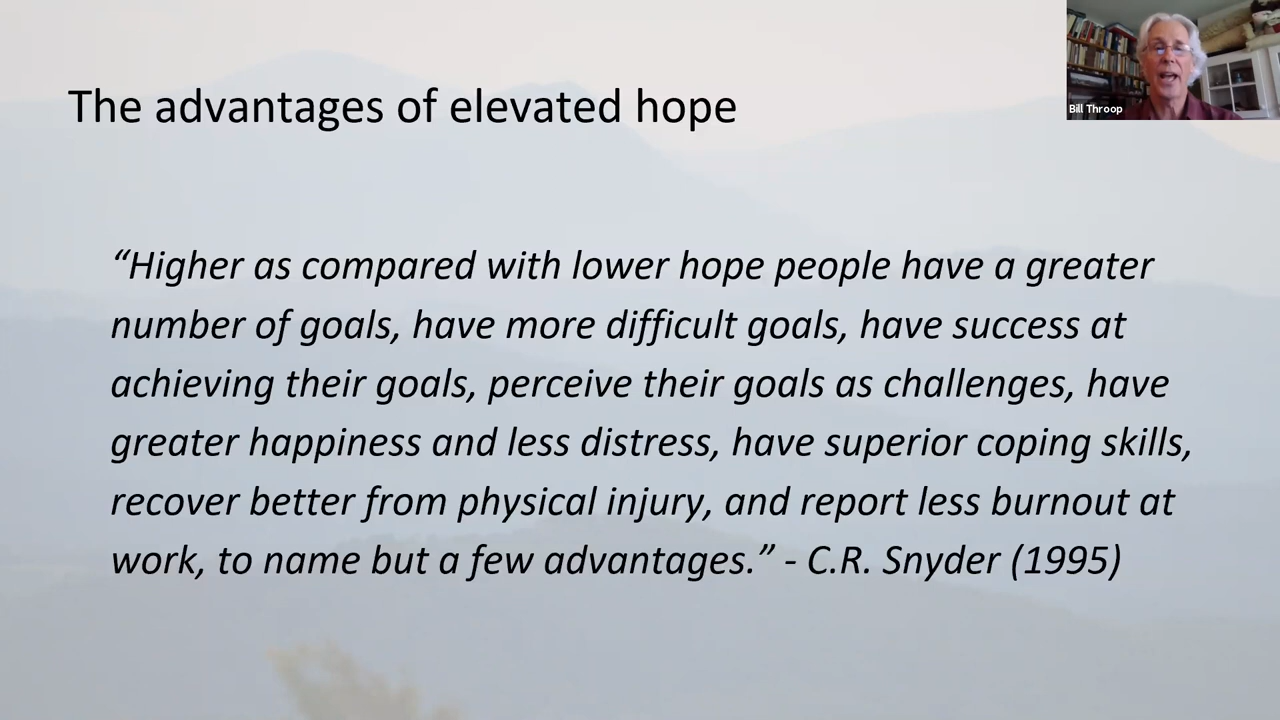 The advantages of elevated hope
Bill Throop
“Higher as compared with lower hope people have a greater
number of goals, have more difficult goals, have success at
achieving their goals, perceive their goals as challenges, have
greater happiness and less distress, have superior coping skills,
recover better from physical injury, and report less burnout at
work, to name but a few advantages.” - C.R. Snyder (1995)